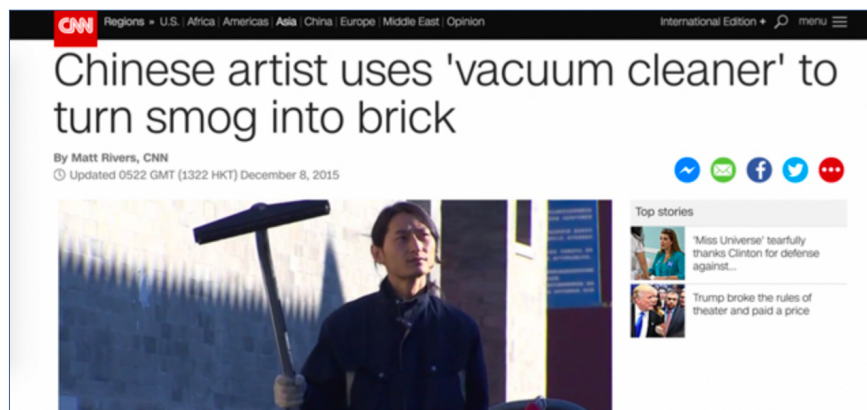 CNN Regions » U.S. | Africa | Americas | Asia | China | Europe | Middle East | Opinion International Edition + menu
Chinese artist uses 'vacuum cleaner' to
turn smog into brick
By Matt Rivers, CNN
Updated 0522 GMT (1322 HKT) December 8, 2015
Top stories
'Miss Universe' tearfully
thanks Clinton for defense
against...
Trump broke the rules of
theater and paid a price